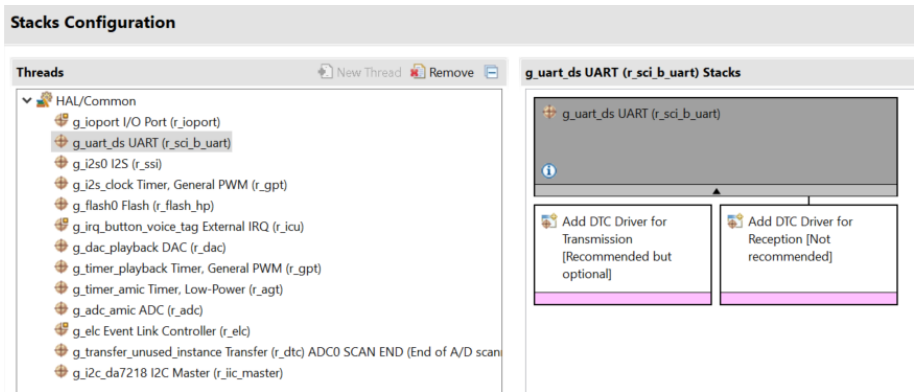 Stacks Configuration
Threads
New Thread
Remove
HAL/Common
g_ioport I/O Port (r_ioport)
g_uart_ds UART (r_sci_b_uart)
g_i2s0 I2S (r_ssi)
g_i2s_clock Timer, General PWM (r_gpt)
g_flash0 Flash (r_flash_hp)
g_irq_button_voice_tag External IRQ (r_icu)
g_dac_playback DAC (r_dac)
g_timer_playback Timer, General PWM (r_gpt)
g_timer_amic Timer, Low-Power (r_agt)
g_adc_amic ADC (r_adc)
g_elc Event Link Controller (r_elc)
g_transfer_unused_instance Transfer (r_dtc) ADC0 SCAN END (End of A/D scan
g_i2c_da7218 I2C Master (r_iic_master)
g_uart_ds UART (r_sci_b_uart) Stacks
g_uart_ds UART (r_sci_b_uart)
Add DTC Driver for
Transmission
[Recommended but
optional]
Add DTC Driver for
Reception [Not
recommended]